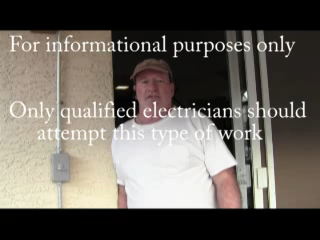 For informational purposes only
Only qualified electricians should
attempt this type of work